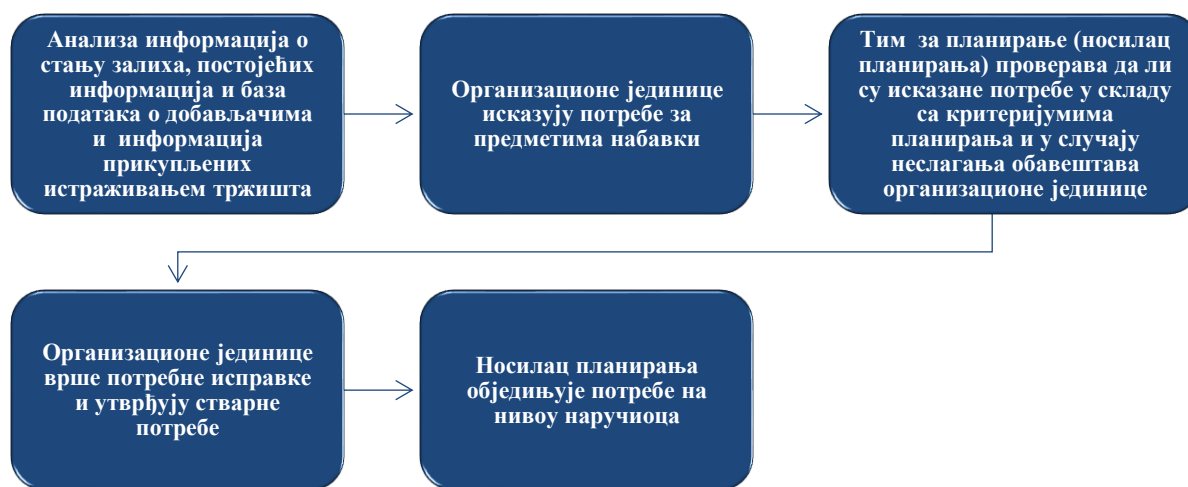 Анализа информација о
стању залиха, постојећих
информација и база
података о добављачима
и информација
прикупљених
истраживањем тржишта
Организационе јединице
исказују потребе за
предметима набавки
Тим за планирање (носилац
планирања) проверава да ли
су исказане потребе у складу
са критеријумима
планирања и у случају
неслагања обавештава
организационе јединице
Организационе јединице
врше потребне исправке
и утврђују стварне
потребе
Носилац планирања
обједињује потребе на
нивоу наручиоца